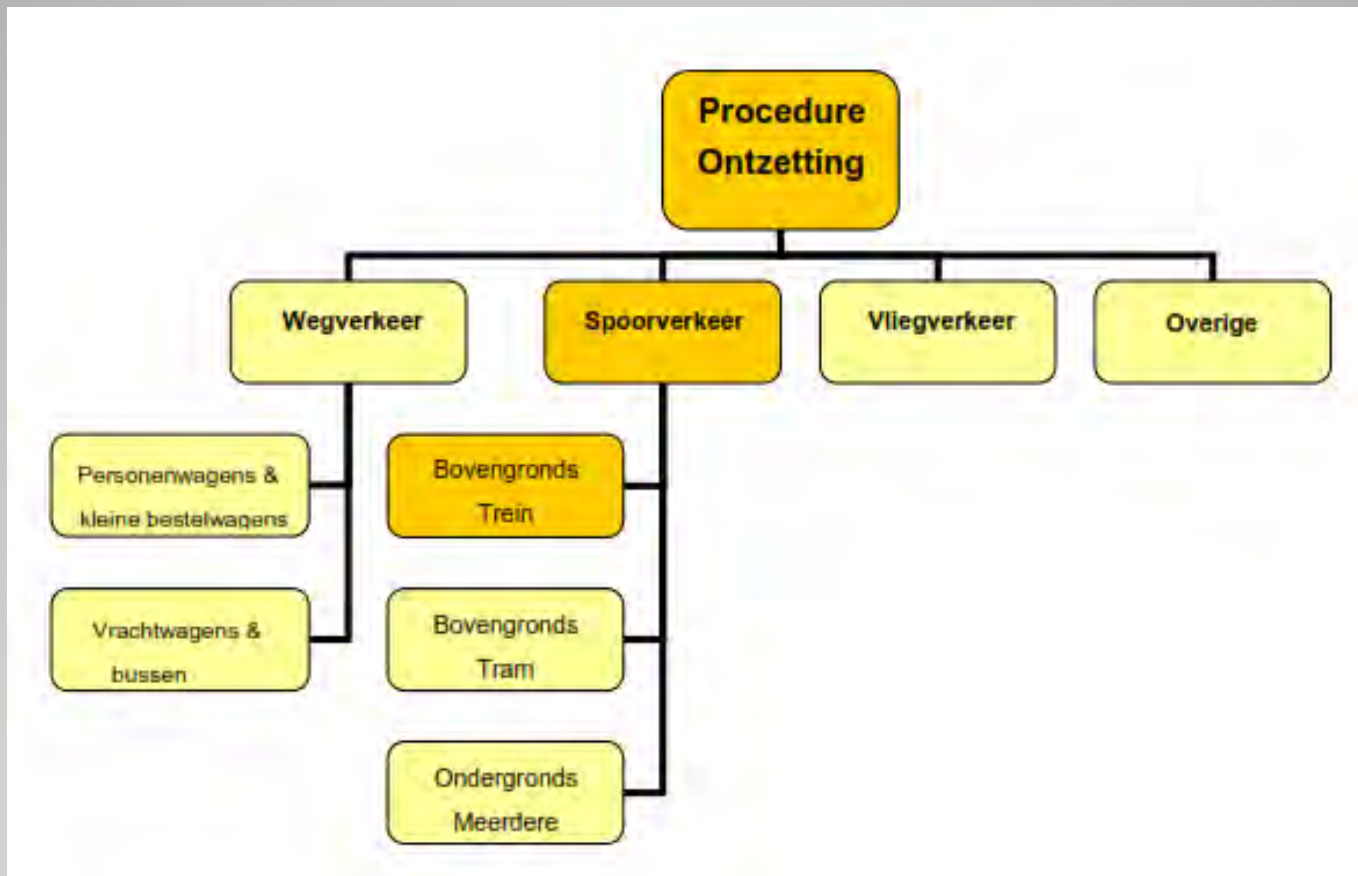 Procedure
Ontzetting
Wegverkeer
Spoorverkeer
Vliegverkeer
Overige
Personenwagens &
kleine bestelwagens
Vrachtwagens &
bussen
Bovengronds
Trein
Bovengronds
Tram
Ondergronds
Meerdere